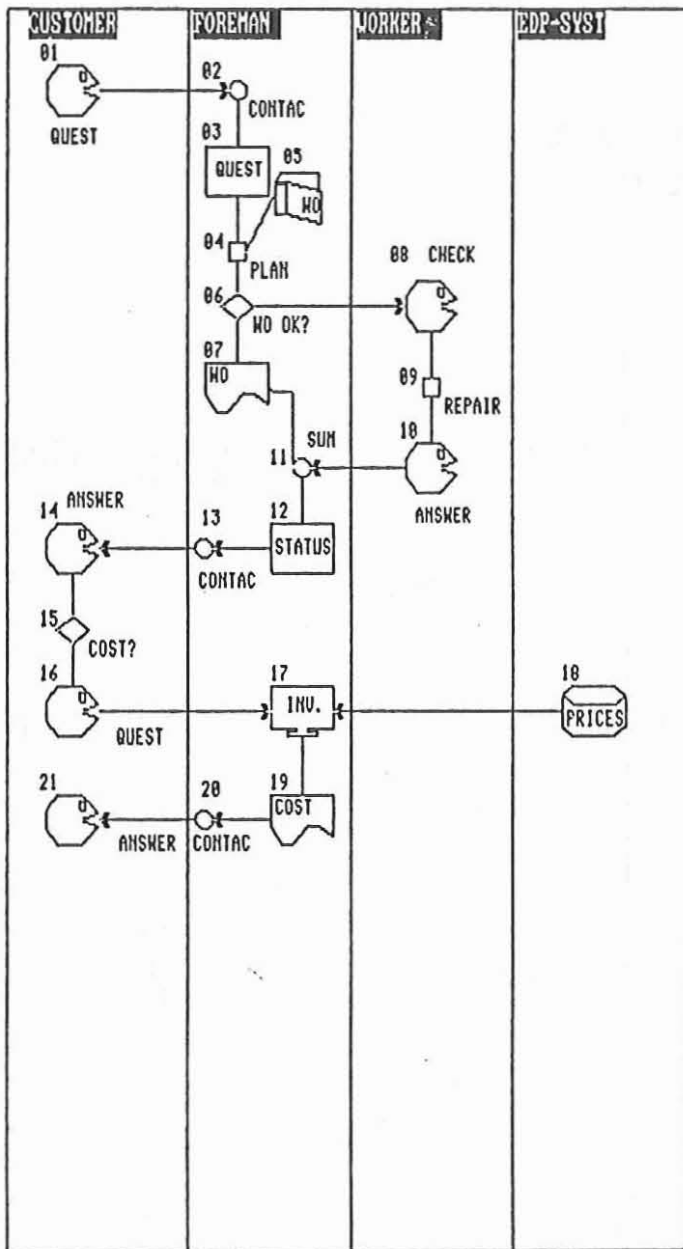 CUSTOMER FOREMAN WORKER EDP-SYST
01
02
CONTAC
QUEST
03
QUEST
05
WO
04
PLAN
08 CHECK
06
WO OK?
07
WO
09
REPAIR
SUM
10
11
ANSWER
ANSWER
14
13
12
STATUS
CONTAC
15
COST?
16
17
18
INV.
PRICES
QUEST
21
20
19
COST
ANSWER CONTAC